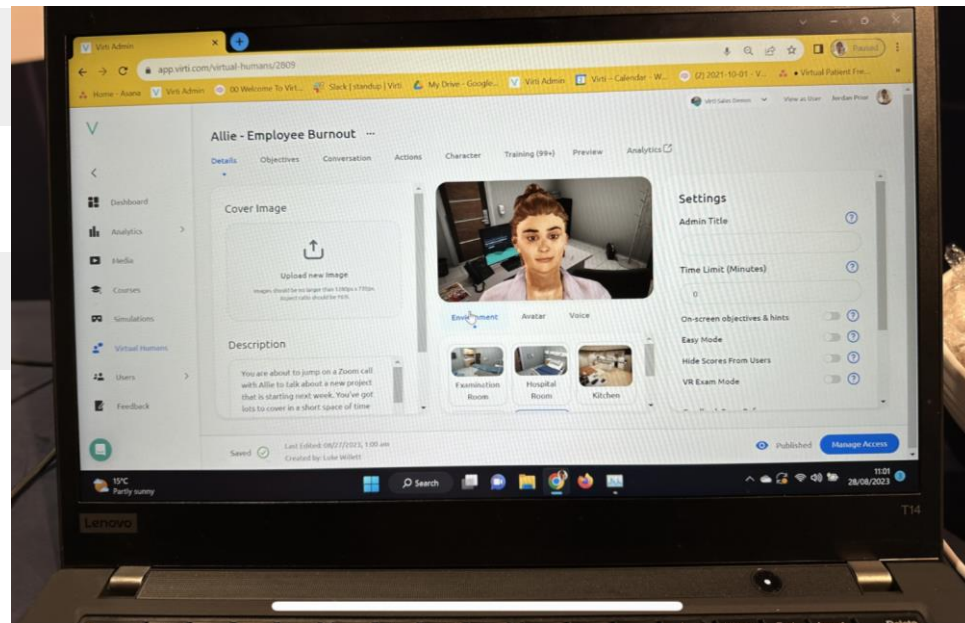 Virti Admin
app.virti.com/virtual-humans/2809
Paused
Home - Asana
Virti Admin
00 Welcome To Virt...
Slack | standup | Virti
My Drive - Google...
Virti Admin
Virti - Calendar - W...
(2) 2021-10-01 - V...
Virtual Patient Fee...
Virti Sales Demos
View as User
Jordan Prior
Allie - Employee Burnout ...
Details
Objectives
Conversation
Actions
Character
Training (99+)
Preview
Analytics
Dashboard
Analytics
Media
Courses
Simulations
Virtual Humans
Users
Feedback
Cover Image
Upload new Image
Description
You are about to jump on a Zoom call
with Allie to talk about a new project
that is starting next week. You've got
lots to cover in a short space of time
Environment
Avatar
Voice
Examination
Room
Hospital
Room
Kitchen
Settings
Admin Title
Time Limit (Minutes)
0
On-screen objectives & hints
Easy Mode
Hide Scores From Users
VR Exam Mode
Saved
Last Edited: 08/27/2023, 1:00 am
Created by: Luke Willett
Published
Manage Access
15°C
Partly sunny
Search
11:01
28/08/2023
Lenovo
T14
Delete